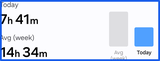 Today
7h 41m
Avg (week)
14h 34m
Avg
(week)
Today